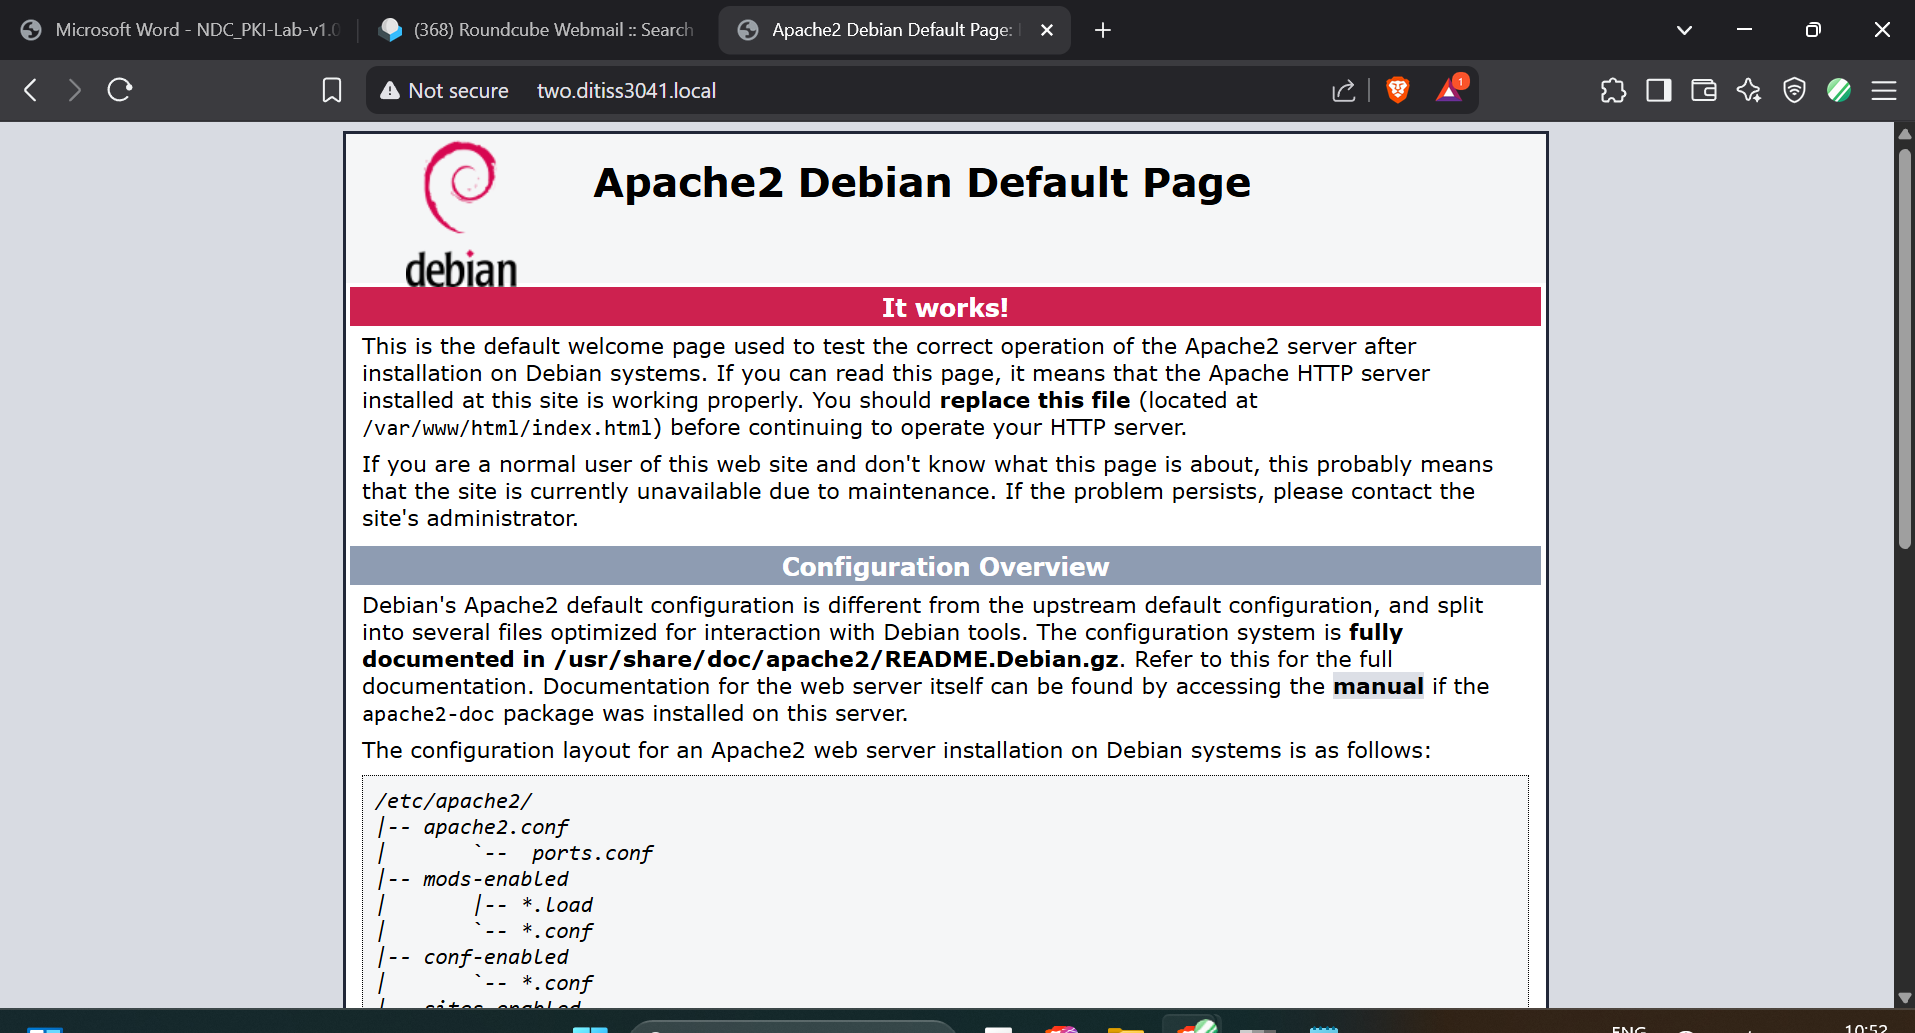 Microsoft Word - NDC_PKI-Lab-v1.0
(368) Roundcube Webmail :: Search
Apache2 Debian Default Page:
Not secure two.ditiss3041.local
1
debian
Apache2 Debian Default Page
It works!
This is the default welcome page used to test the correct operation of the Apache2 server after
installation on Debian systems. If you can read this page, it means that the Apache HTTP server
installed at this site is working properly. You should replace this file (located at
/var/www/html/index.html) before continuing to operate your HTTP server.
If you are a normal user of this web site and don't know what this page is about, this probably means
that the site is currently unavailable due to maintenance. If the problem persists, please contact the
site's administrator.
Configuration Overview
Debian's Apache2 default configuration is different from the upstream default configuration, and split
into several files optimized for interaction with Debian tools. The configuration system is fully
documented in /usr/share/doc/apache2/README.Debian.gz. Refer to this for the full
documentation. Documentation for the web server itself can be found by accessing the manual if the
apache2-doc package was installed on this server.
The configuration layout for an Apache2 web server installation on Debian systems is as follows:
/etc/apache2/
|-- apache2.conf
|       `--  ports.conf
|-- mods-enabled
|       |-- *.load
|       `-- *.conf
|-- conf-enabled
|       `-- *.conf
|-- sites-enabled
ENG
10:52